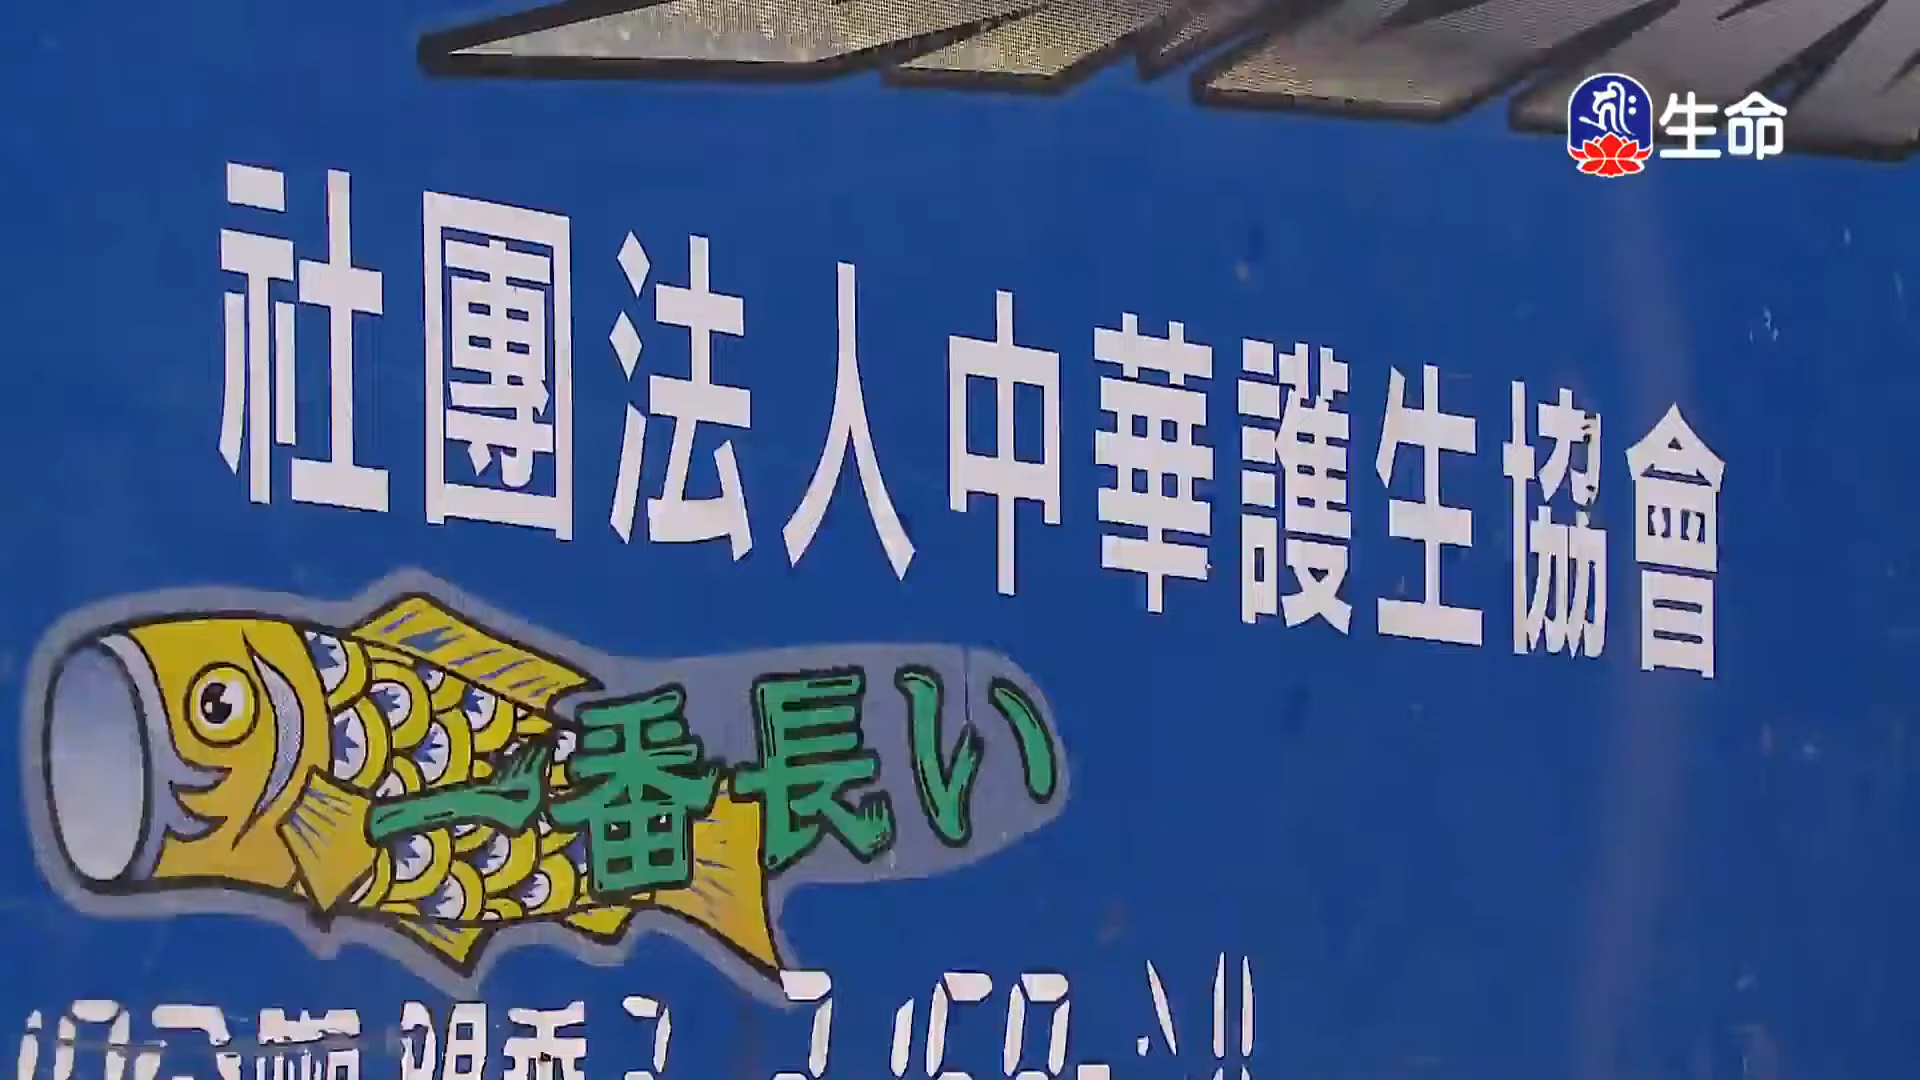 生命
社團法人中華護生協會
一番長い